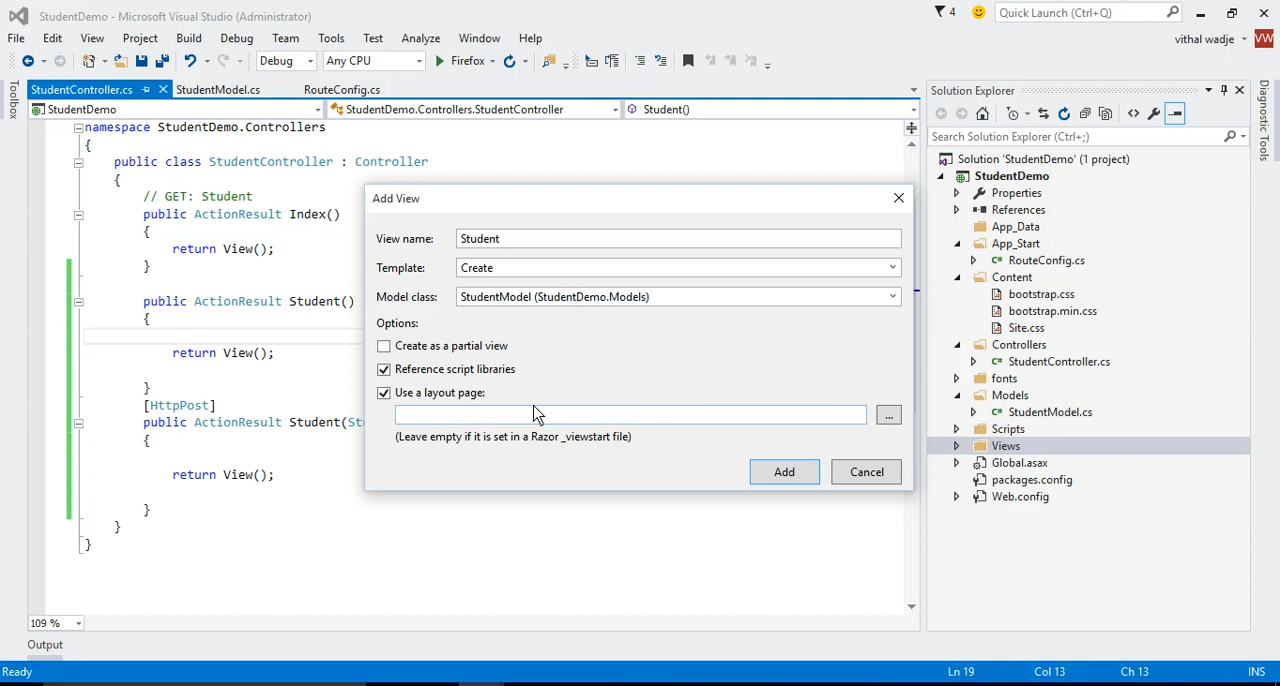 StudentDemo - Microsoft Visual Studio (Administrator)
4
Quick Launch (Ctrl+Q)
File Edit View Project Build Debug Team Tools Test Analyze Window Help
vithal wadje
VW
Debug
Any CPU
Firefox
Toolbox
StudentController.cs
StudentModel.cs
RouteConfig.cs
StudentDemo
StudentDemo.Controllers.StudentController
Student()
namespace StudentDemo.Controllers
{
public class StudentController : Controller
{
// GET: Student
public ActionResult Index()
{
return View();
}
public ActionResult Student()
{
return View();
}
[HttpPost]
public ActionResult Student(St
{
return View();
}
}
}
109 %
Add View
View name:
Student
Template:
Create
Model class:
StudentModel (StudentDemo.Models)
Options:
Create as a partial view
Reference script libraries
Use a layout page:
...
(Leave empty if it is set in a Razor _viewstart file)
Add
Cancel
Solution Explorer
Search Solution Explorer (Ctrl+;)
Solution 'StudentDemo' (1 project)
StudentDemo
Properties
References
App_Data
App_Start
RouteConfig.cs
Content
bootstrap.css
bootstrap.min.css
Site.css
Controllers
StudentController.cs
fonts
Models
StudentModel.cs
Scripts
Views
Global.asax
packages.config
Web.config
Diagnostic Tools
Output
Ready
Ln 19
Col 13
Ch 13
INS